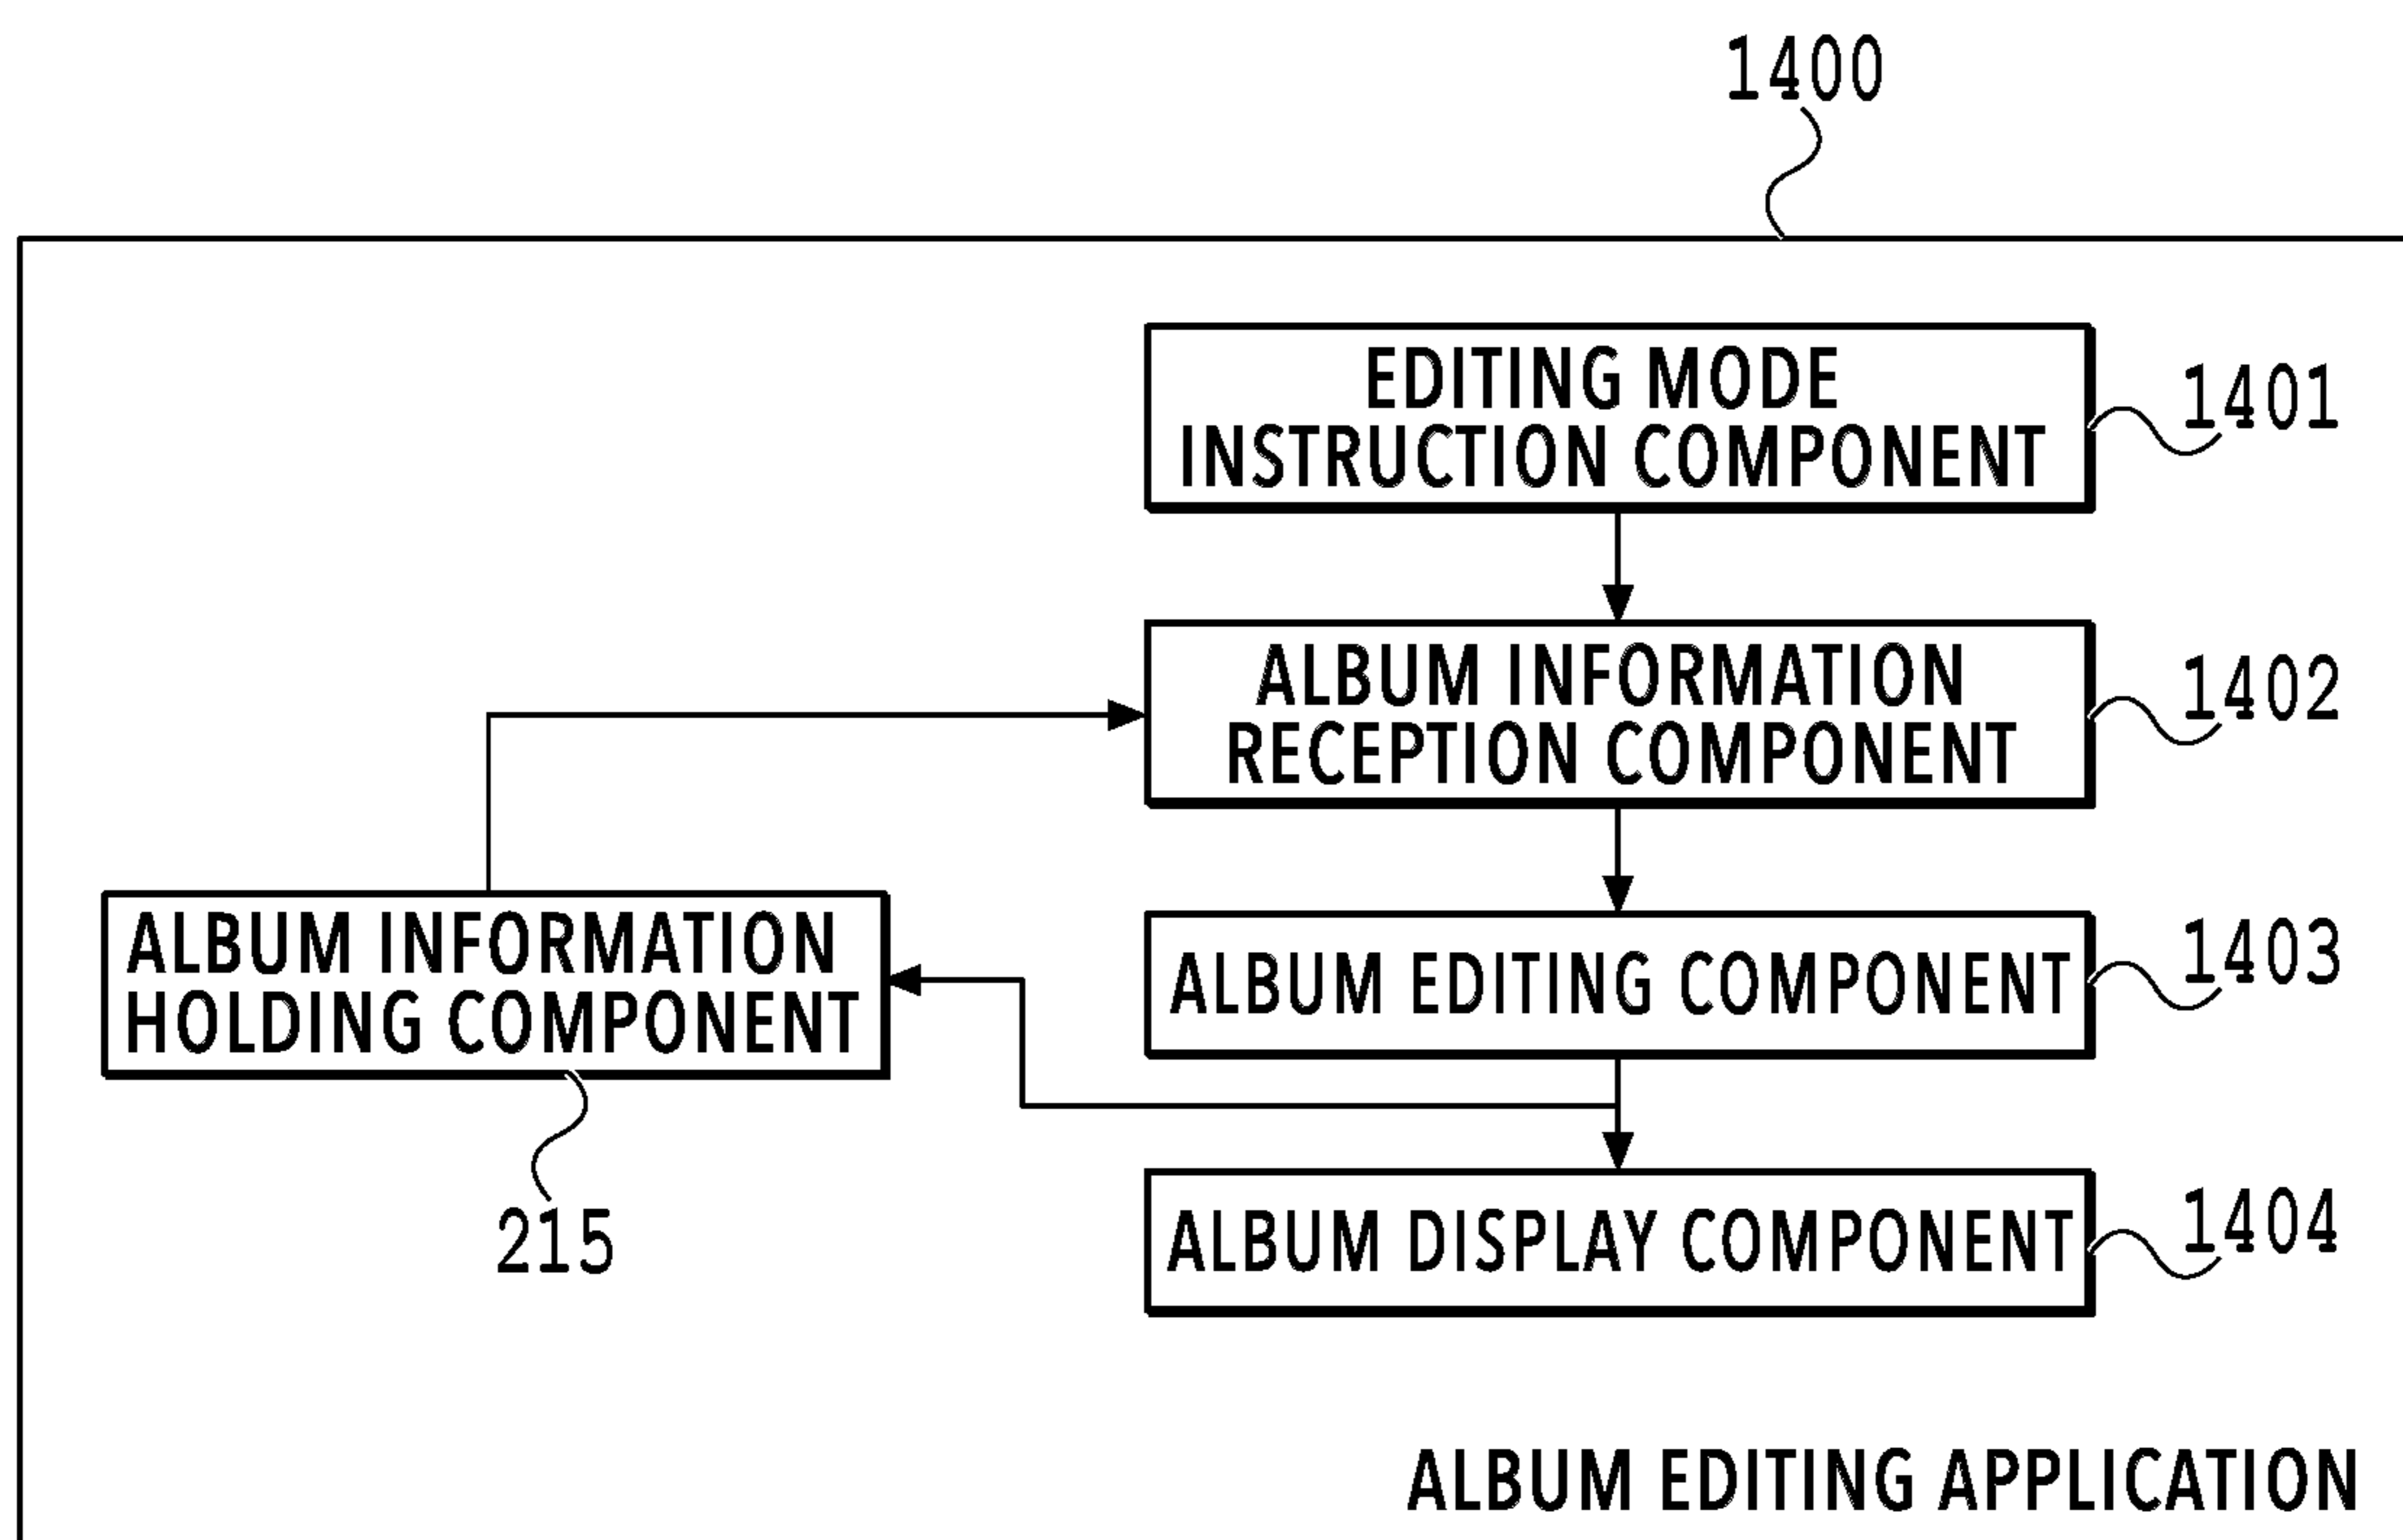 1400
EDITING MODE
INSTRUCTION COMPONENT
1401
ALBUM INFORMATION
RECEPTION COMPONENT
1402
ALBUM INFORMATION
HOLDING COMPONENT
215
ALBUM EDITING COMPONENT
1403
ALBUM DISPLAY COMPONENT
1404
ALBUM EDITING APPLICATION